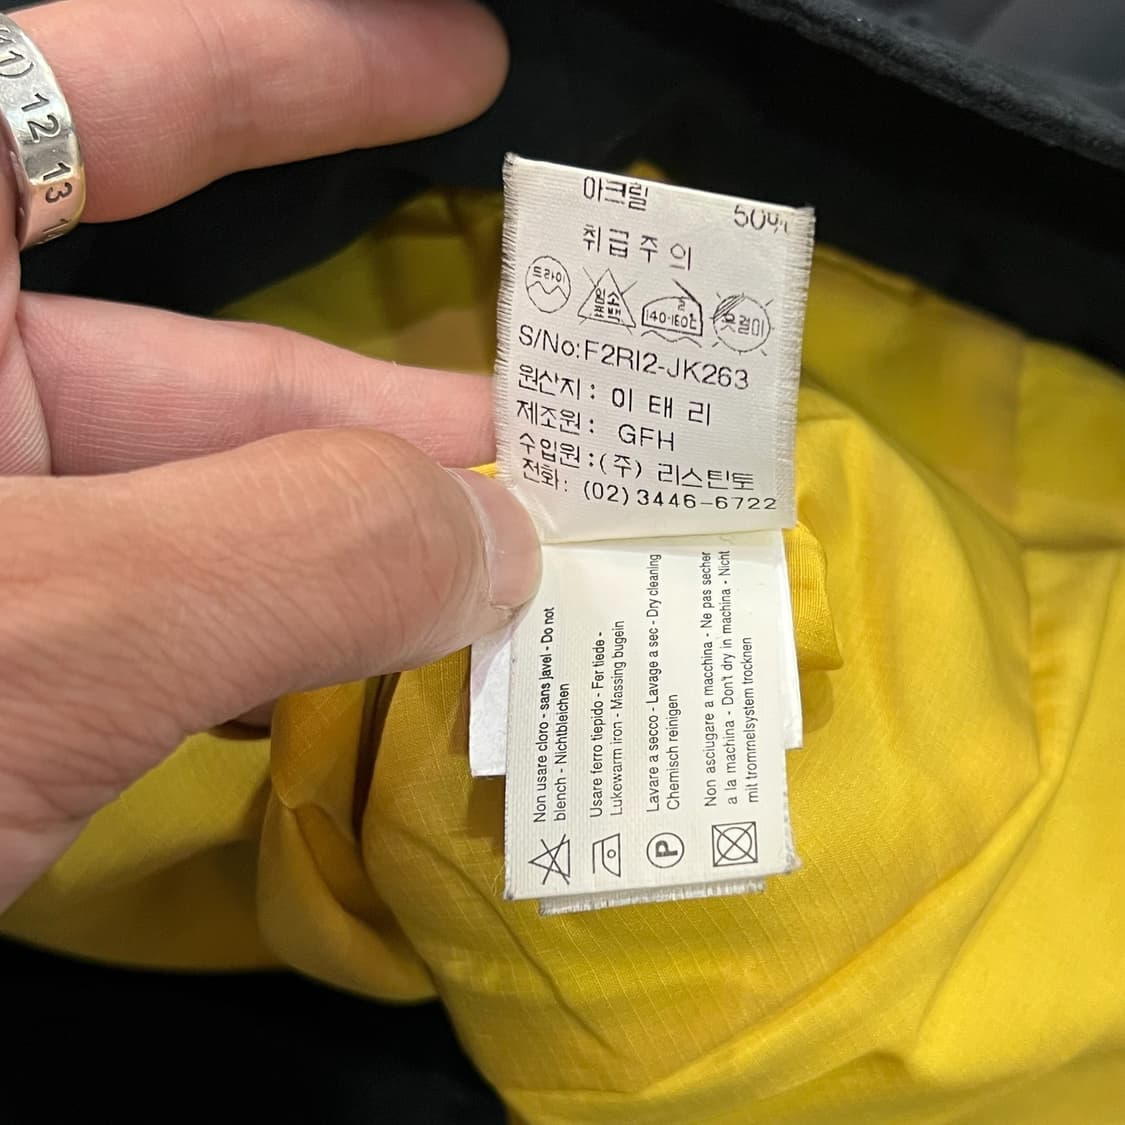 12 13
아크릴 50%
취급주의
드라이 염소표백 140-160℃ 옷걸이
S/No:F2RI2-JK263
원산지: 이태리
제조원: GFH
수입원:(주) 리스틴토
전화: (02)3446-6722
Non usare cloro - sans javel - Do not
blench - Nichtbleichen
Usare ferro tiepido - Fer tiede -
Lukewarm iron - Massing bugein
Lavare a secco - Lavage a sec - Dry cleaning
Chemisch reinigen
P
Non asciugare a macchina - Ne pas secher
a la machina - Don't dry in machina - Nicht
mit trommelsystem trocknen